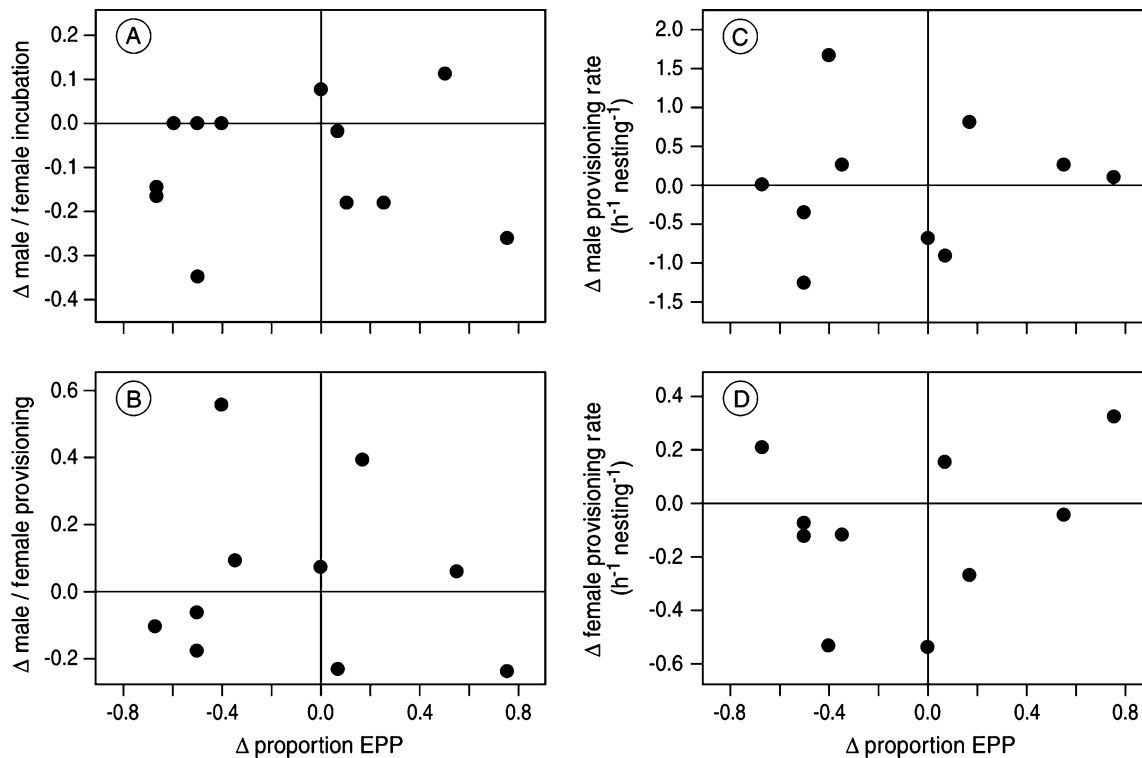 A
Δ male / female incubation
0.2
0.1
0.0
-0.1
-0.2
-0.3
-0.4
C
Δ male provisioning rate
(h-1 nesting-1)
2.0
1.5
1.0
0.5
0.0
-0.5
-1.0
-1.5
B
Δ male / female provisioning
0.6
0.4
0.2
0.0
-0.2
-0.8 -0.4 0.0 0.4 0.8
Δ proportion EPP
D
Δ female provisioning rate
(h-1 nesting-1)
0.4
0.2
0.0
-0.2
-0.4
-0.6
-0.8 -0.4 0.0 0.4 0.8
Δ proportion EPP